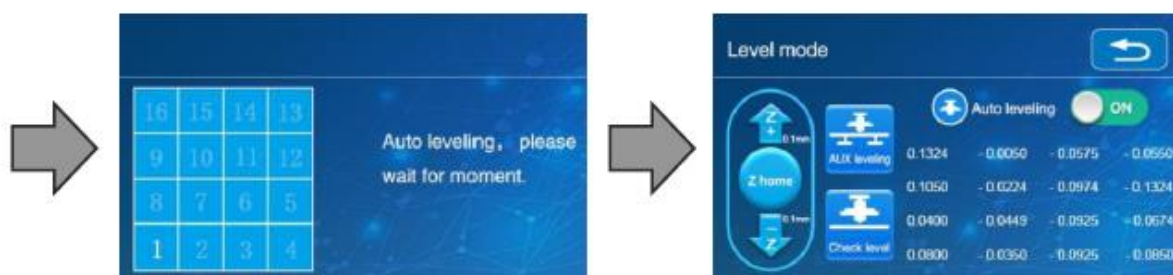 16 15 14 13
9 10 11 12
8 7 6 5
1 2 3 4
Auto leveling, please
wait for moment.
Level mode
Z
+
0.1mm
Z home
0.1mm
−
Z
AUX leveling
Check level
Auto leveling ON
0.1324 -0.0050 -0.0575 -0.0550
0.1050 -0.0224 -0.0974 -0.1324
0.0400 -0.0449 -0.0925 -0.0674
0.0800 -0.0350 -0.0925 -0.0850